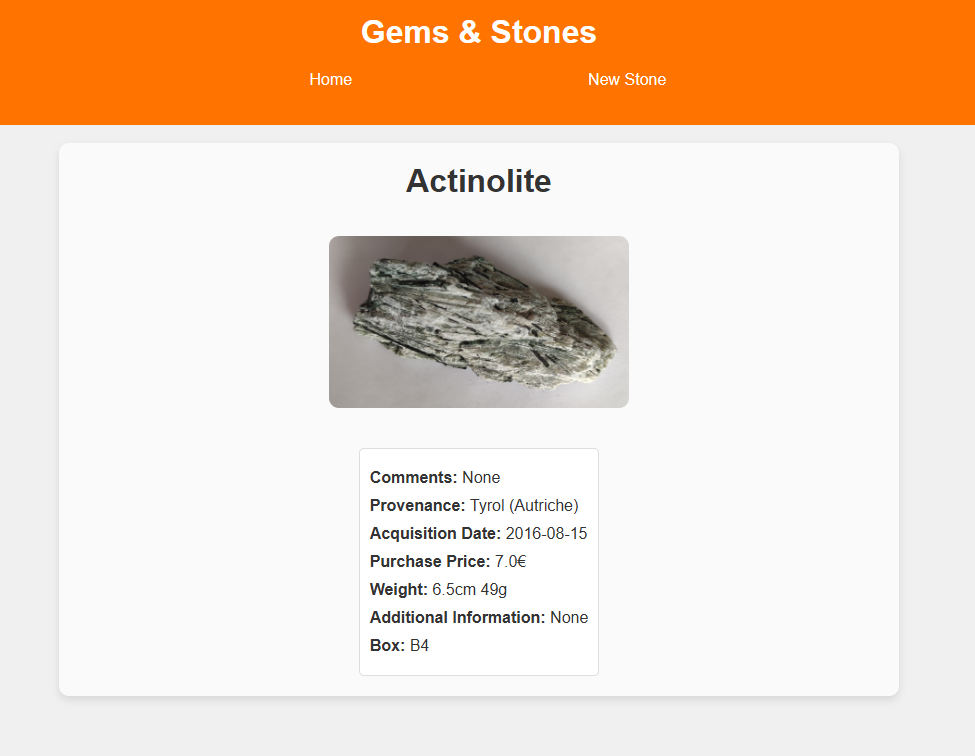 Gems & Stones
Home New Stone
Actinolite
Comments: None
Provenance: Tyrol (Autriche)
Acquisition Date: 2016-08-15
Purchase Price: 7.0€
Weight: 6.5cm 49g
Additional Information: None
Box: B4